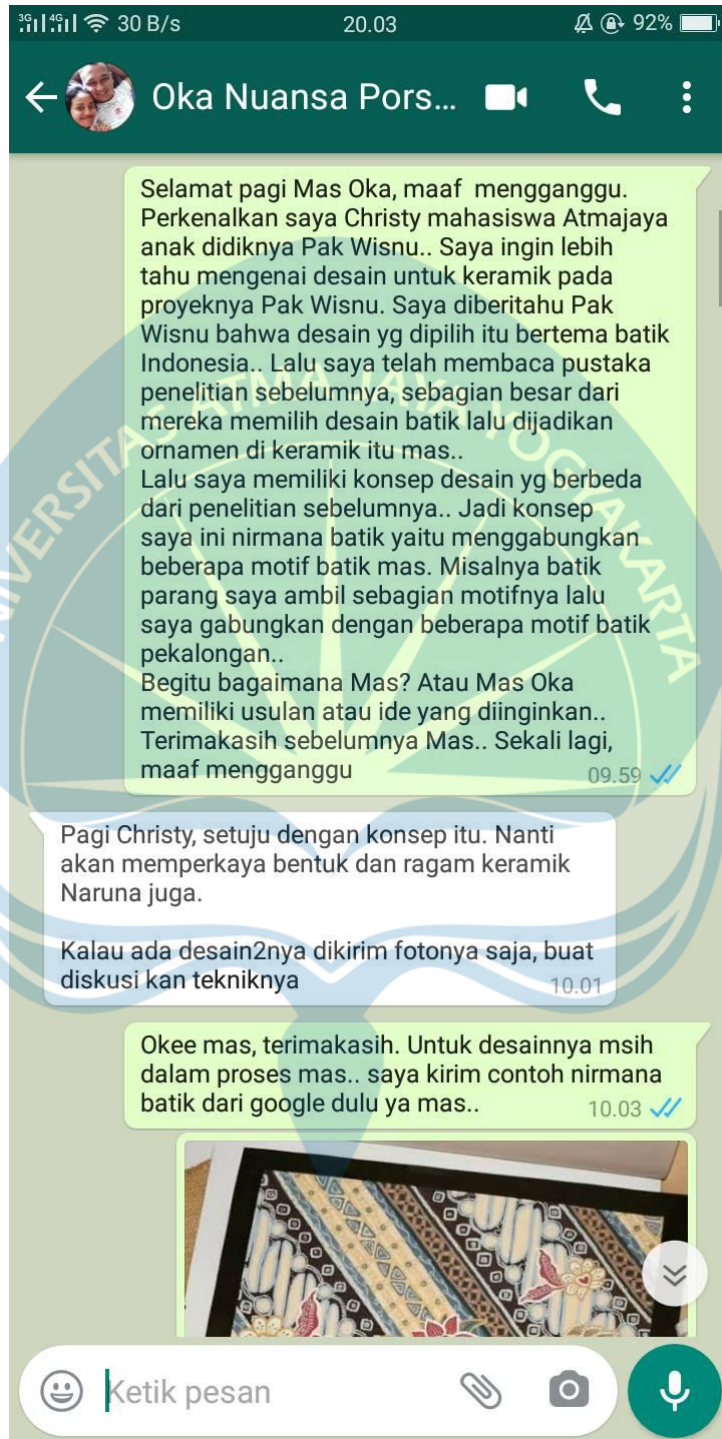 3G 4G 30 B/s 20.03 92%
Oka Nuansa Pors...
Selamat pagi Mas Oka, maaf mengganggu.
Perkenalkan saya Christy mahasiswa Atmajaya
anak didiknya Pak Wisnu.. Saya ingin lebih
tahu mengenai desain untuk keramik pada
proyeknya Pak Wisnu. Saya diberitahu Pak
Wisnu bahwa desain yg dipilih itu bertema batik
Indonesia.. Lalu saya telah membaca pustaka
penelitian sebelumnya, sebagian besar dari
mereka memilih desain batik lalu dijadikan
ornamen di keramik itu mas..
Lalu saya memiliki konsep desain yg berbeda
dari penelitian sebelumnya.. Jadi konsep
saya ini nirmana batik yaitu menggabungkan
beberapa motif batik mas. Misalnya batik
parang saya ambil sebagian motifnya lalu
saya gabungkan dengan beberapa motif batik
pekalongan..
Begitu bagaimana Mas? Atau Mas Oka
memiliki usulan atau ide yang diinginkan..
Terimakasih sebelumnya Mas.. Sekali lagi,
maaf mengganggu 09.59
Pagi Christy, setuju dengan konsep itu. Nanti
akan memperkaya bentuk dan ragam keramik
Naruna juga.
Kalau ada desain2nya dikirim fotonya saja, buat
diskusi kan tekniknya 10.01
Okee mas, terimakasih. Untuk desainnya msih
dalam proses mas.. saya kirim contoh nirmana
batik dari google dulu ya mas.. 10.03
Ketik pesan
UNIVERSITAS ATMA JAYA YOGYAKARTA